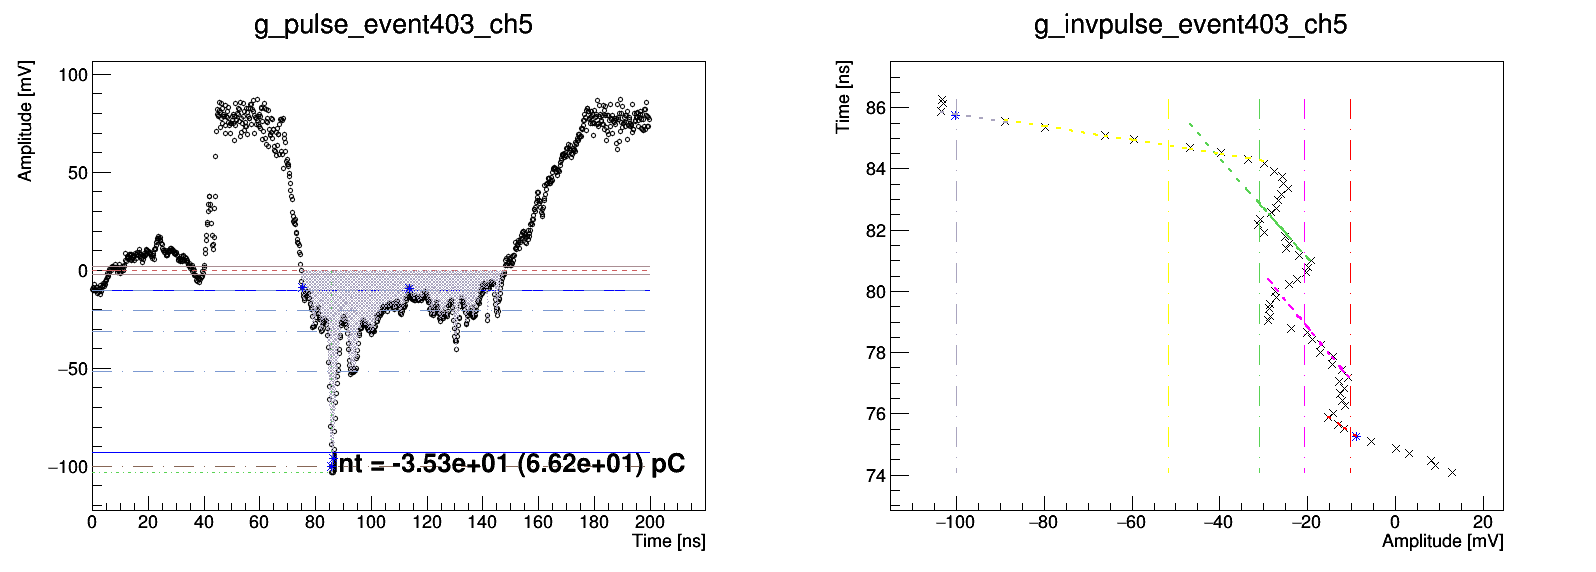 g_pulse_event403_ch5
Amplitude [mV]
100
50
0
−50
−100
Int = -3.53e+01 (6.62e+01) pC
0 20 40 60 80 100 120 140 160 180 200
Time [ns]
g_invpulse_event403_ch5
Time [ns]
86
84
82
80
78
76
74
−100 −80 −60 −40 −20 0 20
Amplitude [mV]